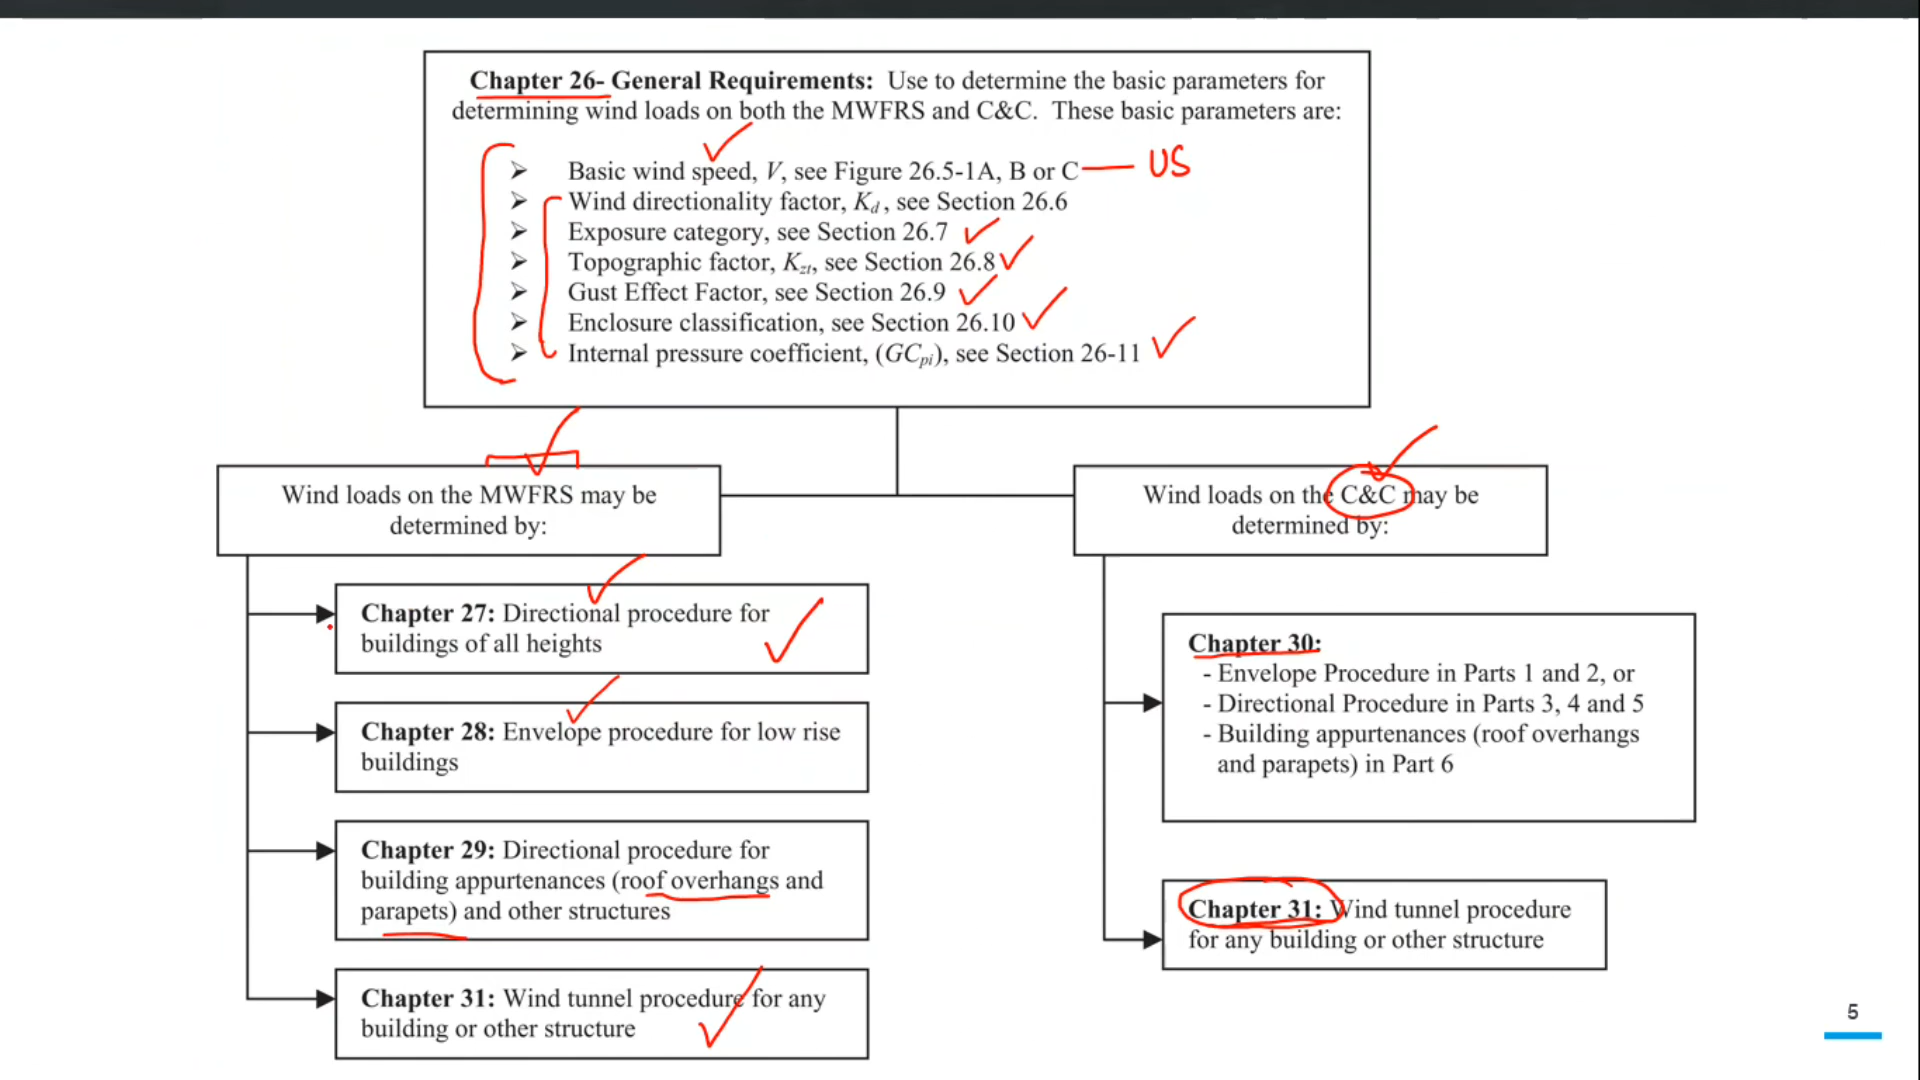 Chapter 26- General Requirements: Use to determine the basic parameters for
determining wind loads on both the MWFRS and C&C. These basic parameters are:
➢ Basic wind speed, V, see Figure 26.5-1A, B or C — US
➢ Wind directionality factor, Kd, see Section 26.6
➢ Exposure category, see Section 26.7
➢ Topographic factor, Kzt, see Section 26.8
➢ Gust Effect Factor, see Section 26.9
➢ Enclosure classification, see Section 26.10
➢ Internal pressure coefficient, (GCpi), see Section 26-11
Wind loads on the MWFRS may be
determined by:
Chapter 27: Directional procedure for
buildings of all heights
Chapter 28: Envelope procedure for low rise
buildings
Chapter 29: Directional procedure for
building appurtenances (roof overhangs and
parapets) and other structures
Chapter 31: Wind tunnel procedure for any
building or other structure
Wind loads on the C&C may be
determined by:
Chapter 30:
- Envelope Procedure in Parts 1 and 2, or
- Directional Procedure in Parts 3, 4 and 5
- Building appurtenances (roof overhangs
and parapets) in Part 6
Chapter 31: Wind tunnel procedure
for any building or other structure
5